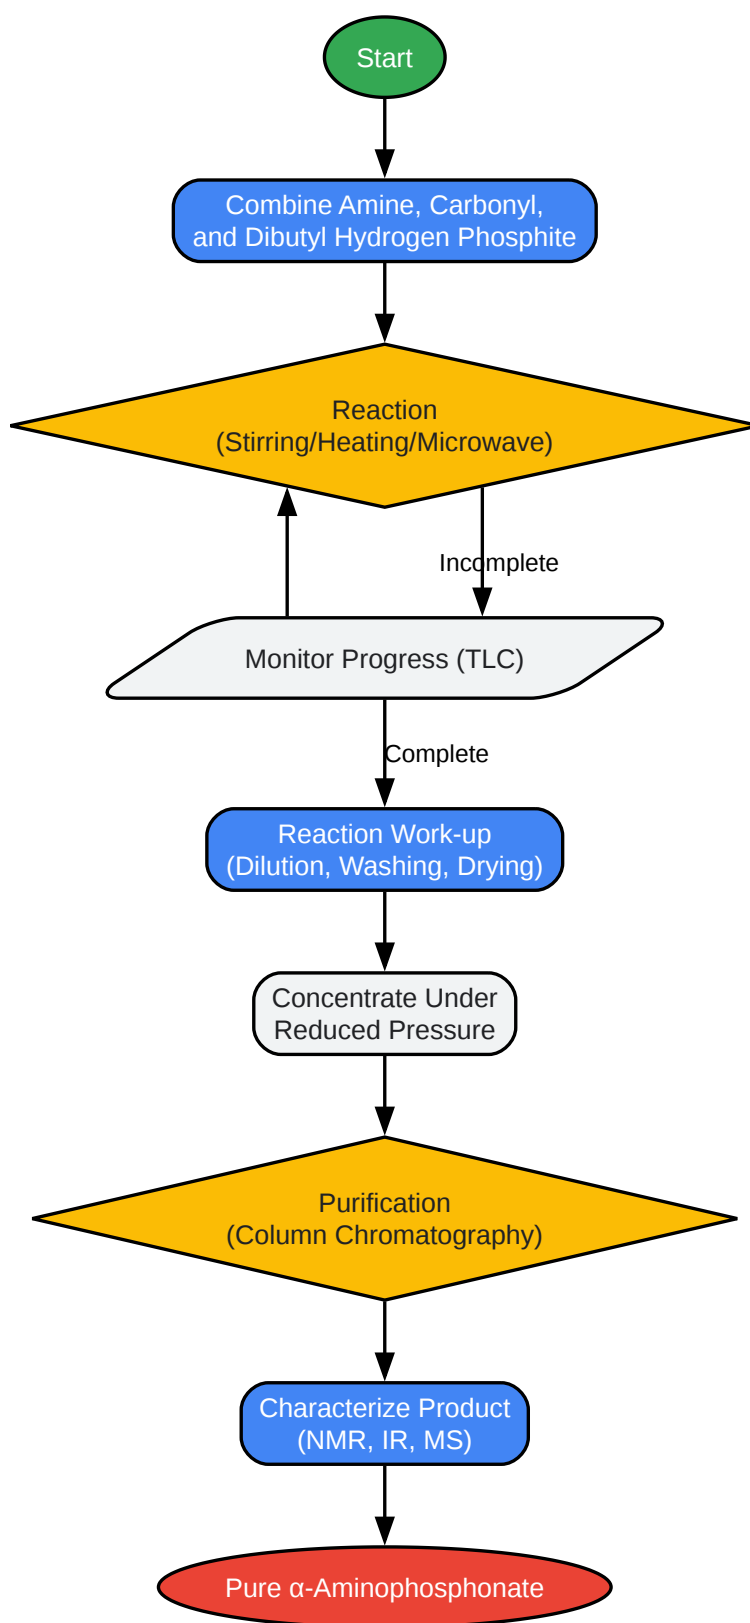 Start
Combine Amine, Carbonyl,
and Dibutyl Hydrogen Phosphite
Reaction
(Stirring/Heating/Microwave)
Incomplete
Monitor Progress (TLC)
Complete
Reaction Work-up
(Dilution, Washing, Drying)
Concentrate Under
Reduced Pressure
Purification
(Column Chromatography)
Characterize Product
(NMR, IR, MS)
Pure α-Aminophosphonate